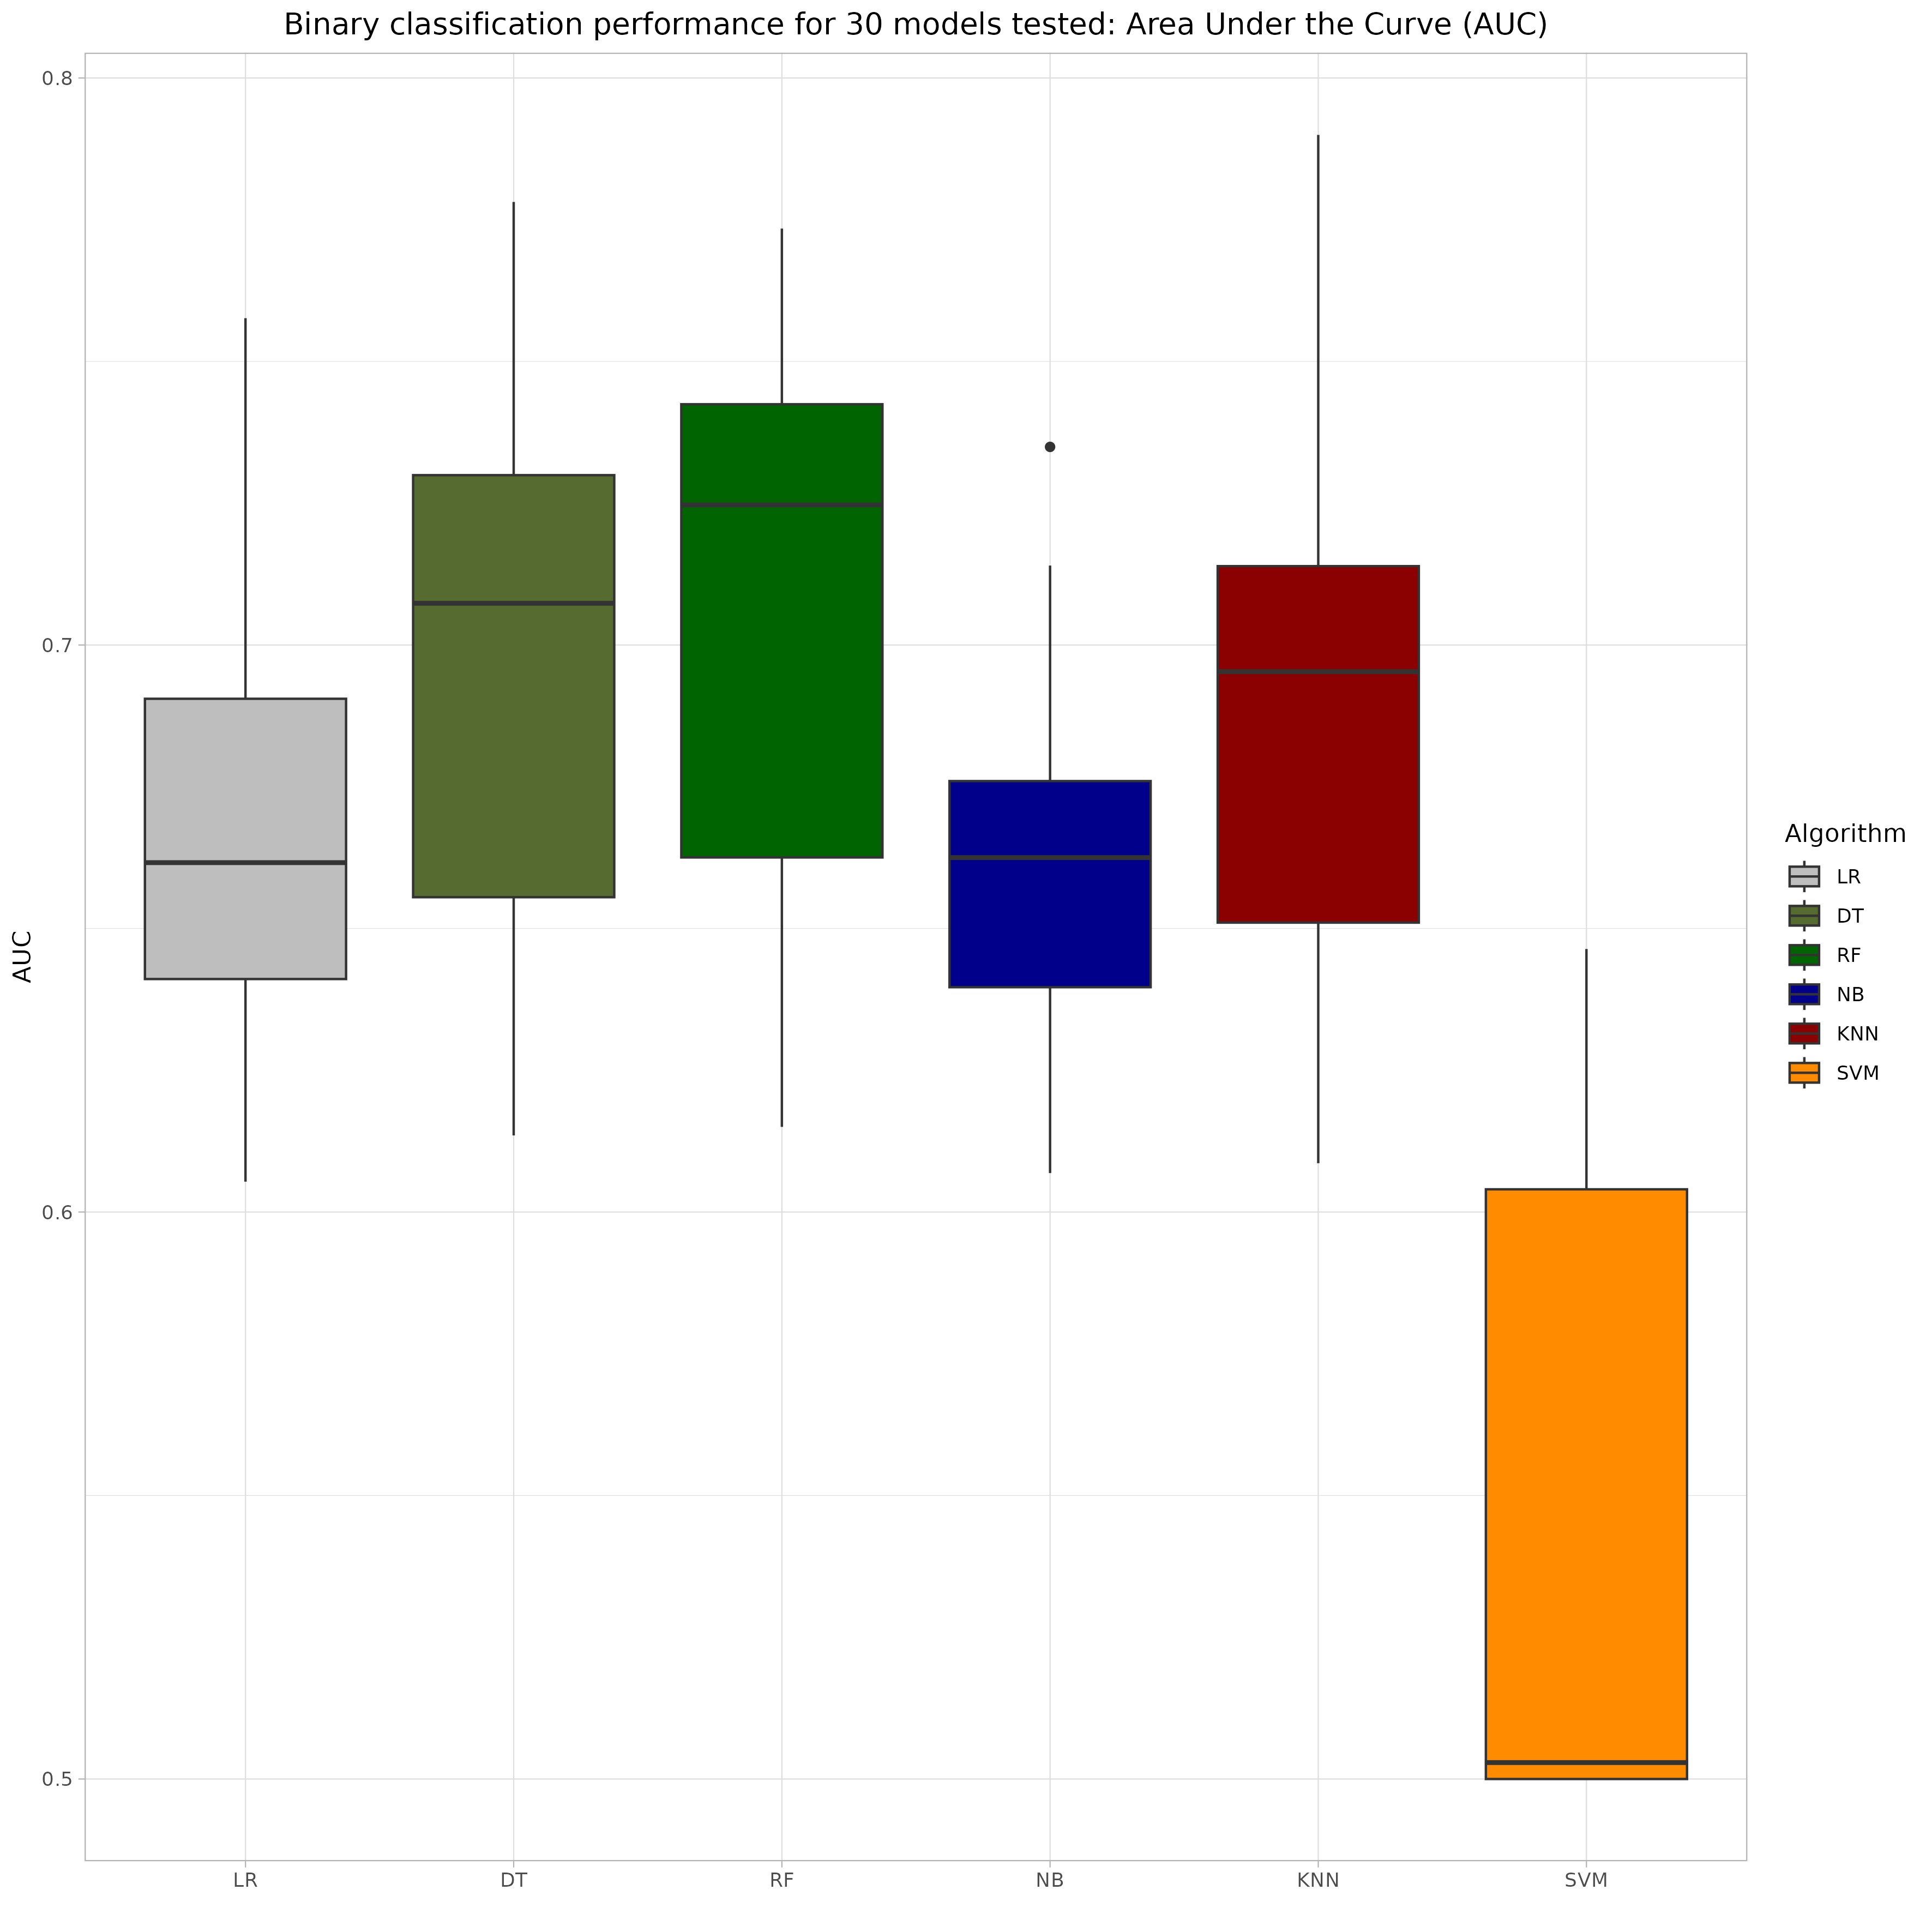 Binary classification performance for 30 models tested: Area Under the Curve (AUC)
0.8
0.7
0.6
0.5
AUC
LR
DT
RF
NB
KNN
SVM
Algorithm
LR
DT
RF
NB
KNN
SVM